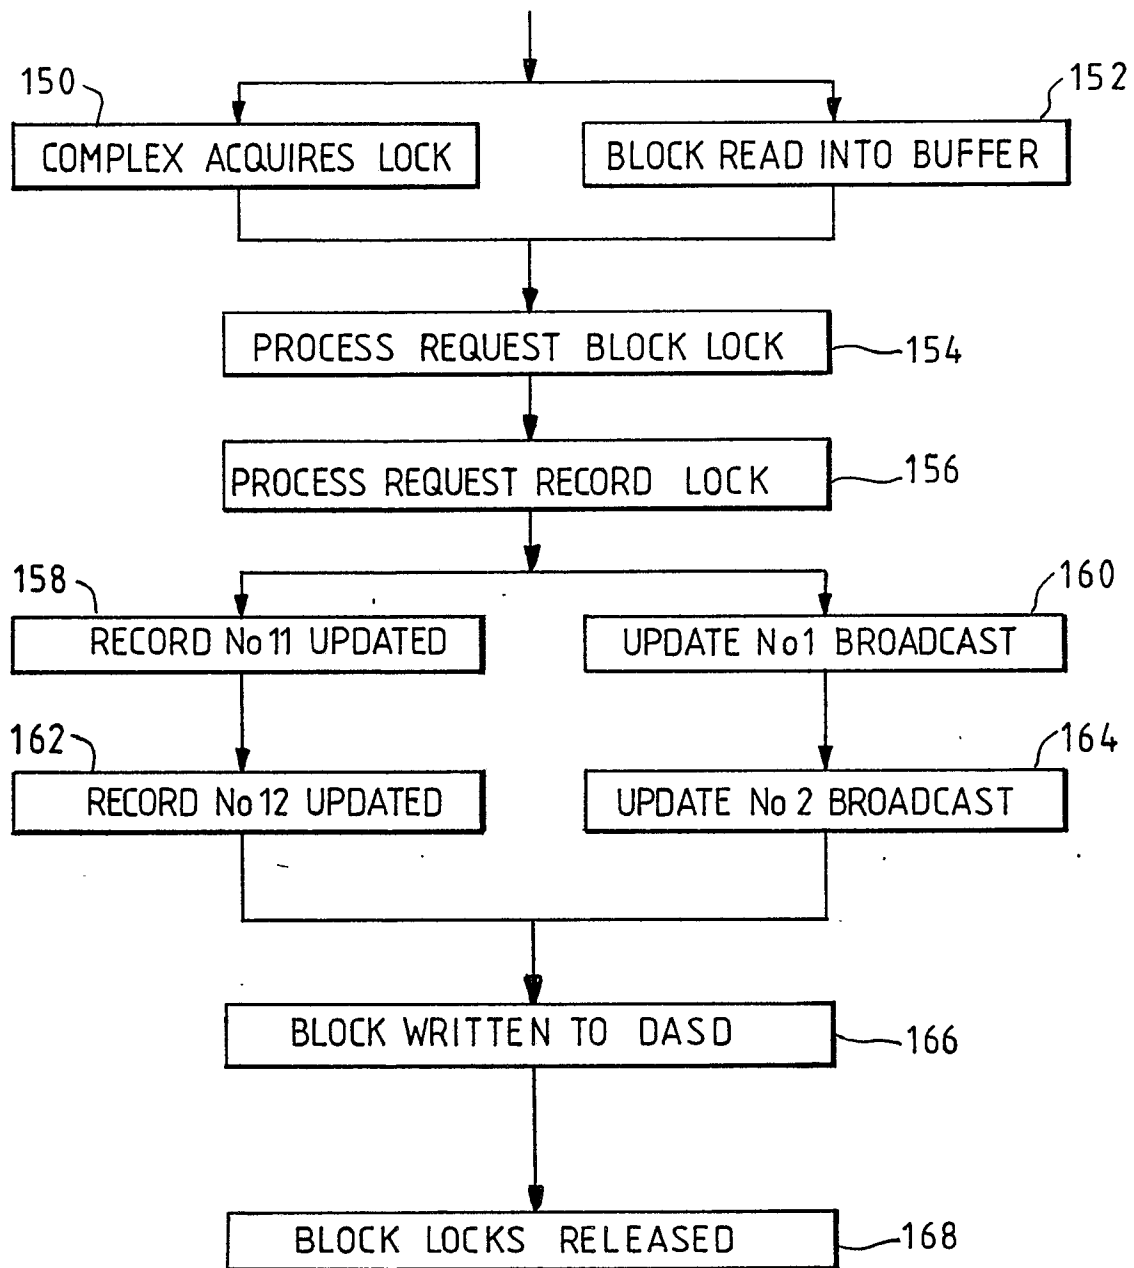 150
152
COMPLEX ACQUIRES LOCK
BLOCK READ INTO BUFFER
PROCESS REQUEST BLOCK LOCK
154
PROCESS REQUEST RECORD LOCK
156
158
160
RECORD No 11 UPDATED
UPDATE No 1 BROADCAST
162
164
RECORD No 12 UPDATED
UPDATE No 2 BROADCAST
BLOCK WRITTEN TO DASD
166
BLOCK LOCKS RELEASED
168